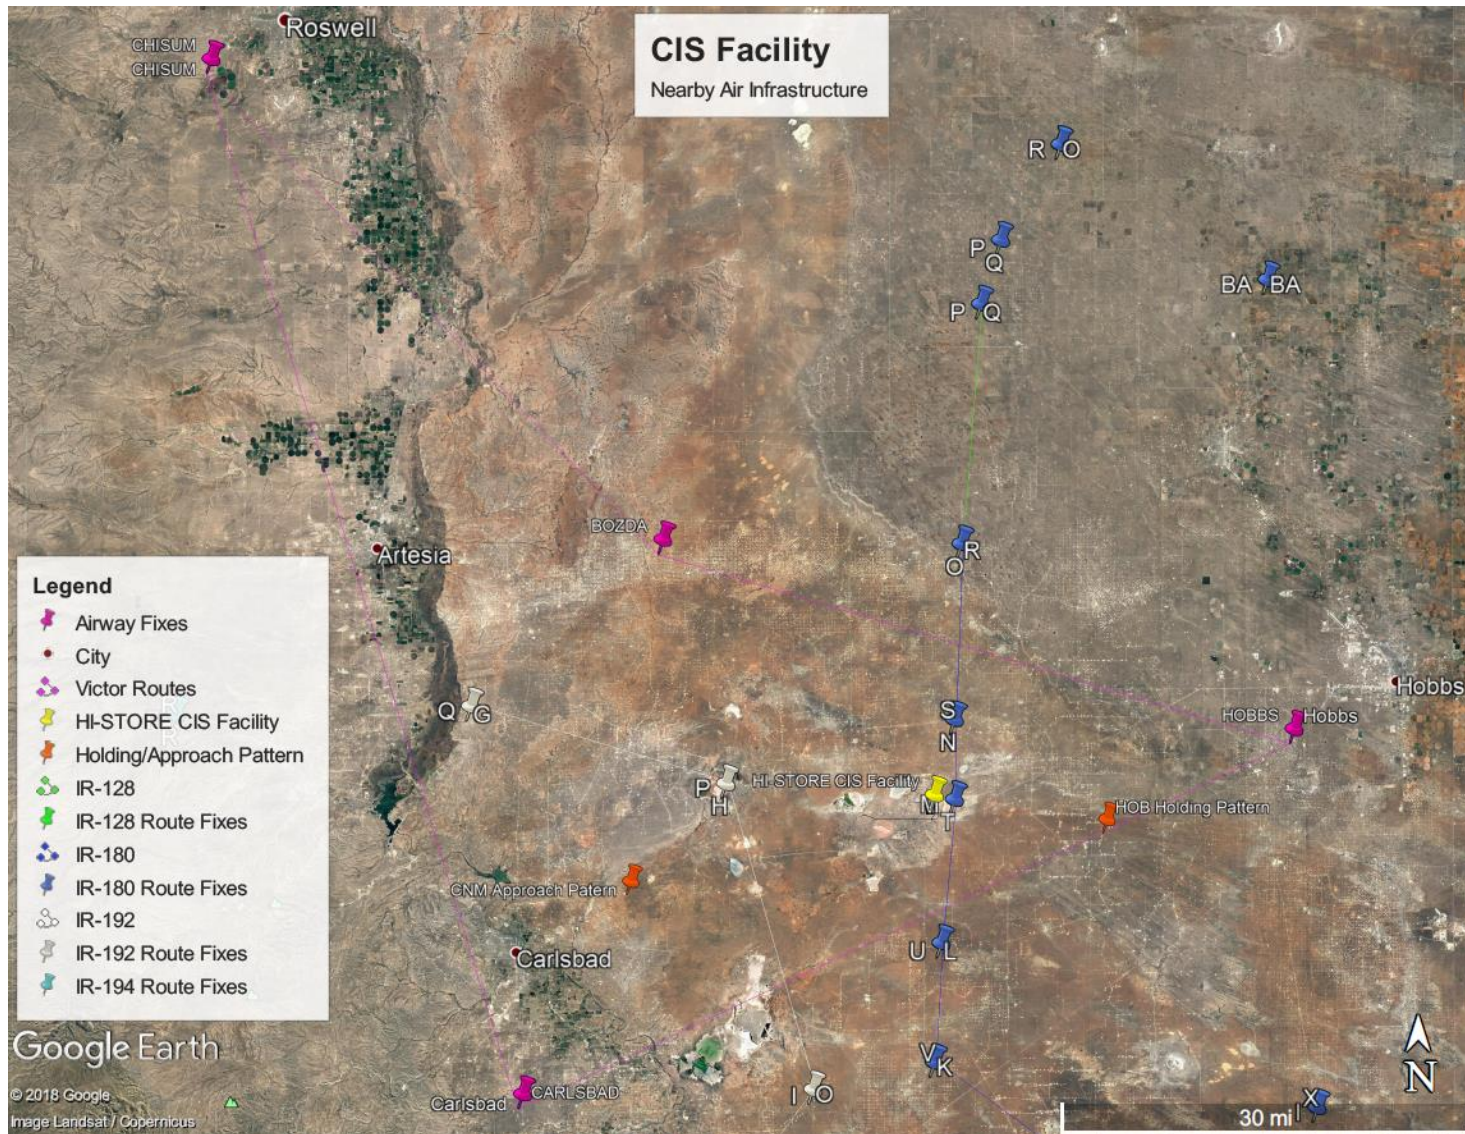 Roswell
CHISUM
CHISUM
CIS Facility
Nearby Air Infrastructure
R O
P
Q
BA BA
P Q
BOZDA
R
O
Artesia
Legend
Airway Fixes
City
Victor Routes
HI-STORE CIS Facility
Holding/Approach Pattern
IR-128
IR-128 Route Fixes
IR-180
IR-180 Route Fixes
IR-192
IR-192 Route Fixes
IR-194 Route Fixes
Hobbs
Q G
S
N
HOBBS Hobbs
P
H
HI-STORE CIS Facility
M
T
HOB Holding Pattern
CNM Approach Patern
Carlsbad
U L
V K
I O
Carlsbad CARLSBAD
X
I
30 mi
N
Google Earth
© 2018 Google
Image Landsat / Copernicus